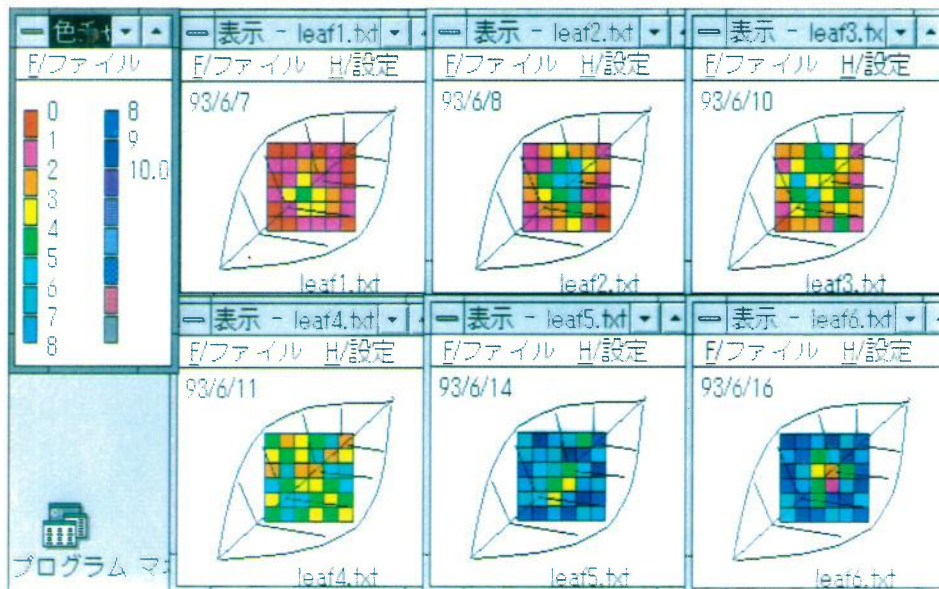 表示 - leaf1.txt
表示 - leaf2.txt
表示 - leaf3.tx
F/ファイル
F/ファイル H/設定
F/ファイル H/設定
F/ファイル H/設定
0
1
2
3
4
5
6
7
8
8
9
10.0
93/6/7
leaf1.txt
93/6/8
leaf2.txt
93/6/10
leaf3.txt
表示 - leaf4.txt
表示 - leaf5.txt
表示 - leaf6.txt
F/ファイル H/設定
F/ファイル H/設定
F/ファイル H/設定
93/6/11
leaf4.txt
93/6/14
leaf5.txt
93/6/16
leaf6.txt
プログラム マネ